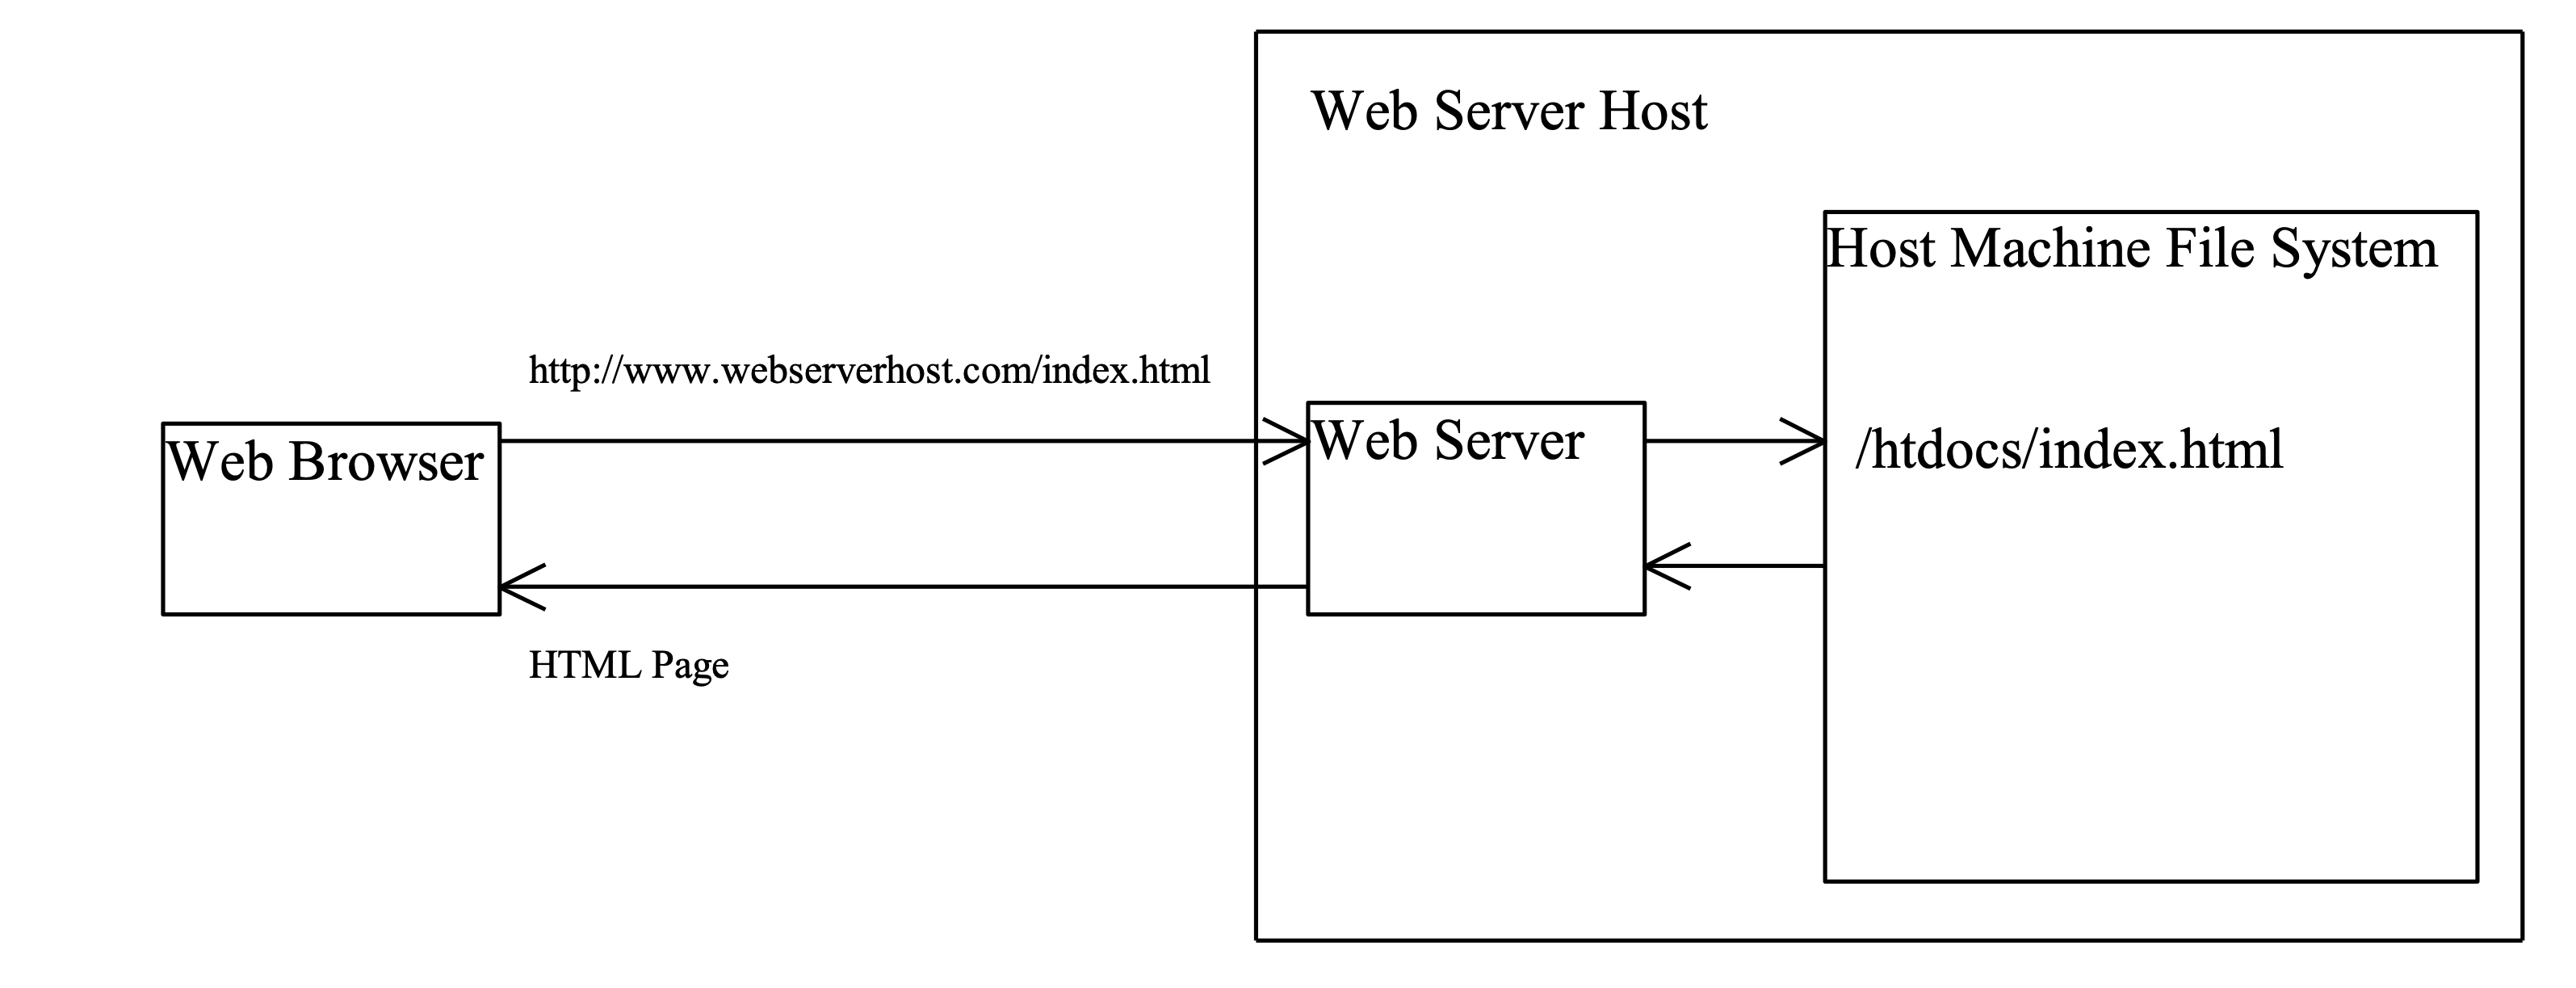 Web Server Host
Host Machine File System
http://www.webserverhost.com/index.html
Web Browser
Web Server
/htdocs/index.html
HTML Page